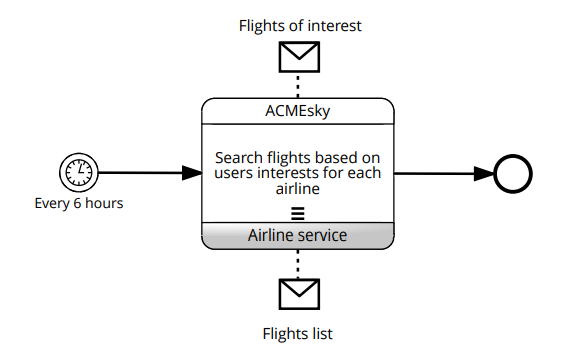 Flights of interest
ACMEsky
Search flights based on
users interests for each
airline
Every 6 hours
Airline service
Flights list